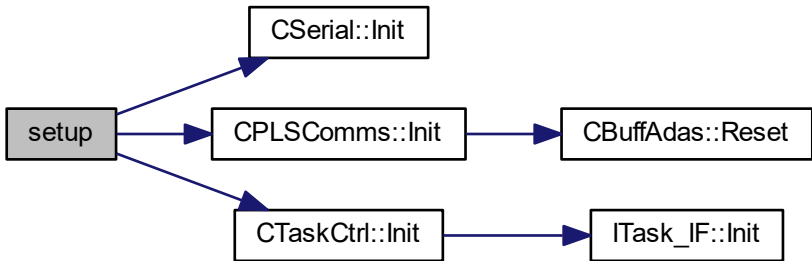 CSerial::Init
setup
CPLSComms::Init
CBuffAdas::Reset
CTaskCtrl::Init
ITask_IF::Init